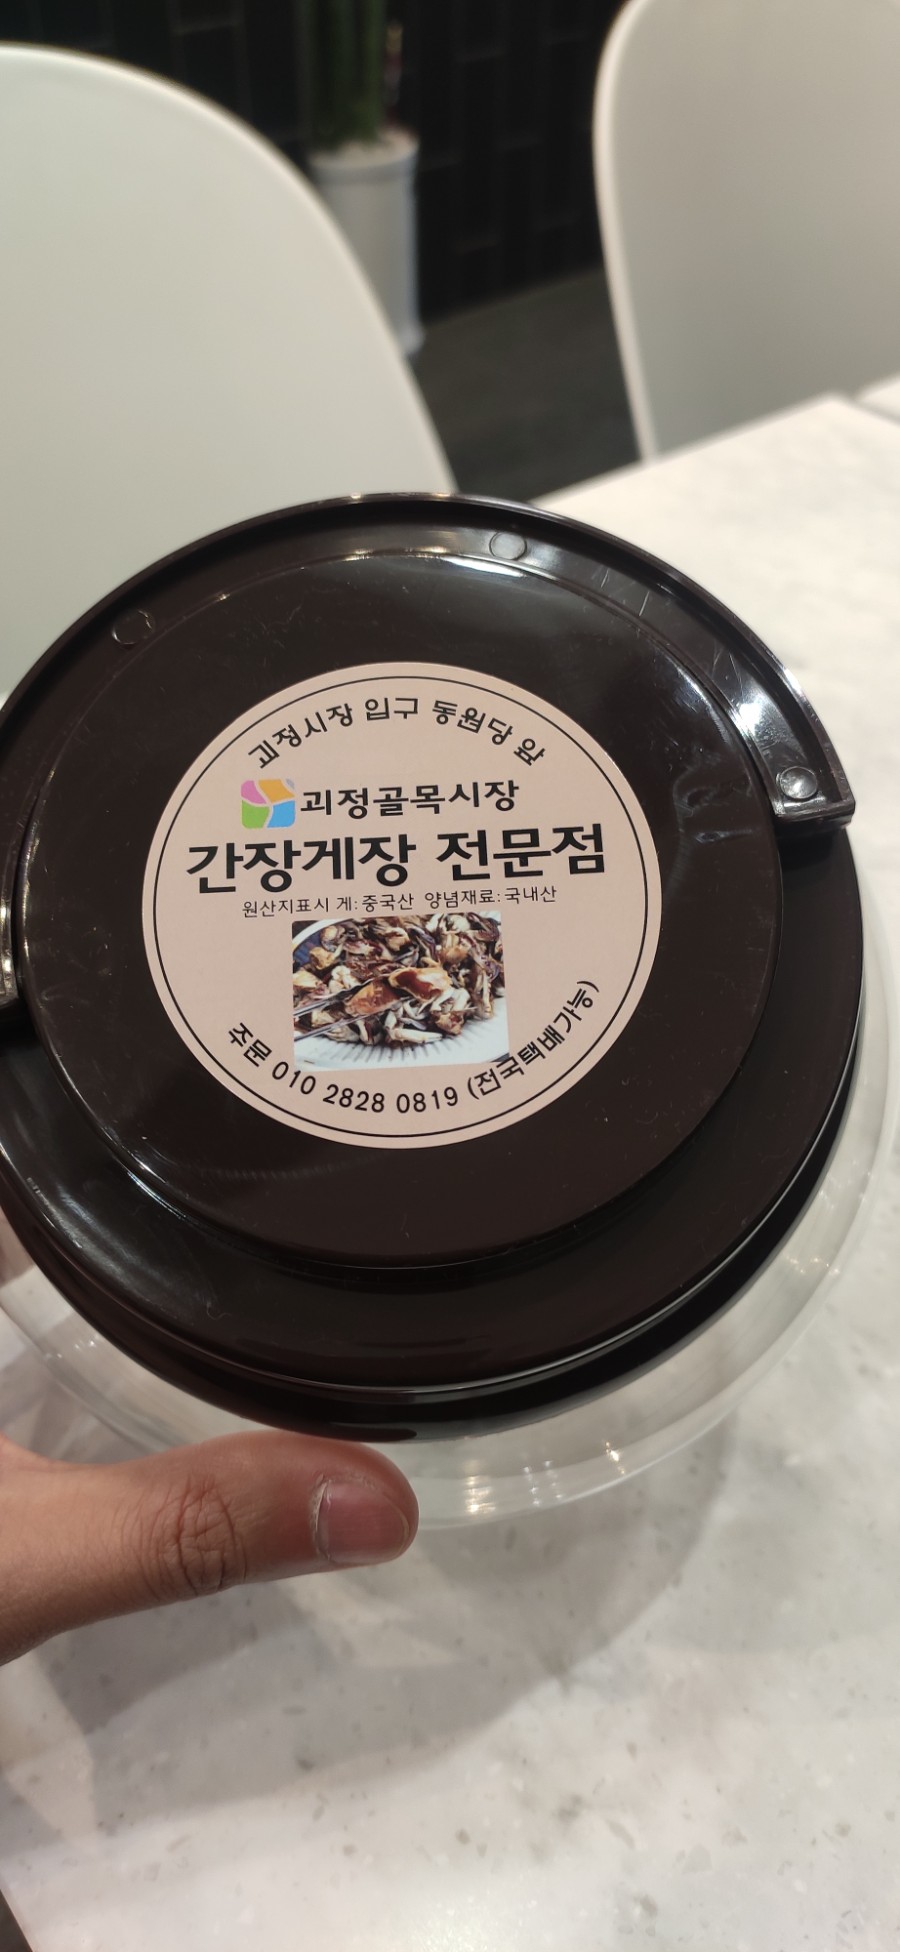 괴정시장 입구 동원당 앞
괴정골목시장
간장게장 전문점
원산지표시 게:중국산 양념재료:국내산
주문 010 2828 0819 (전국택배가능)